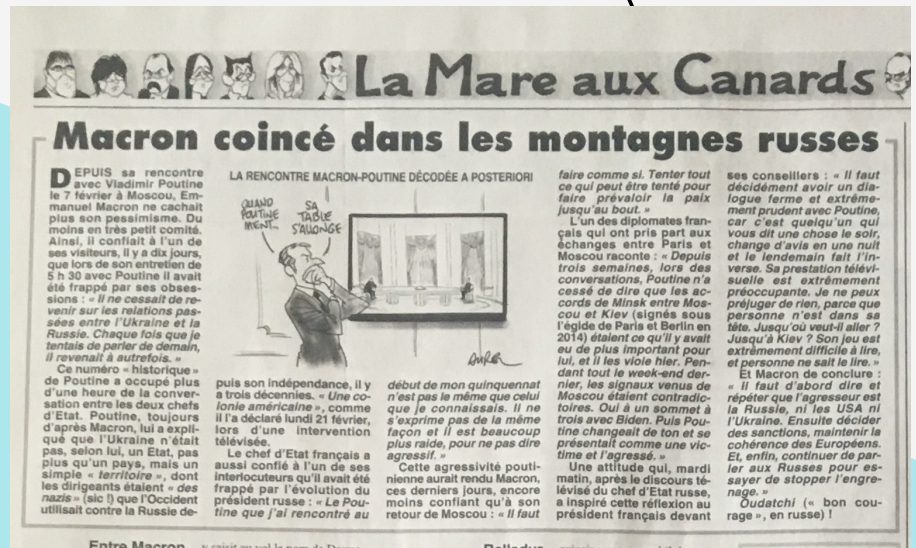 La Mare aux Canards
Macron coincé dans les montagnes russes
DEPUIS sa rencontre
avec Vladimir Poutine
le 7 février à Moscou, Em-
manuel Macron ne cachait
plus son pessimisme. Du
moins en très petit comité.
Ainsi, il confiait à l'un de
ses visiteurs, il y a dix jours,
que lors de son entretien de
5 h 30 avec Poutine il avait
été frappé par ses obses-
sions : « Il ne cessait de re-
venir sur les relations pas-
sées entre l'Ukraine et la
Russie. Chaque fois que je
tentais de parler de demain,
il revenait à autrefois. »
Ce numéro « historique »
de Poutine a occupé plus
d'une heure de la conver-
sation entre les deux chefs
d'Etat. Poutine, toujours
d'après Macron, lui a expli-
qué que l'Ukraine n'était
pas, selon lui, un Etat, pas
plus qu'un pays, mais un
simple « territoire », dont
les dirigeants étaient « des
nazis » (sic !) que l'Occident
utilisait contre la Russie de-
LA RENCONTRE MACRON-POUTINE DÉCODÉE A POSTERIORI
QUAND
POUTINE
MENT...
SA
TABLE
S'ALLONGE
puis son indépendance, il y
a trois décennies. « Une co-
lonie américaine », comme
il l'a déclaré lundi 21 février,
lors d'une intervention
télévisée.
Le chef d'Etat français a
aussi confié à l'un de ses
interlocuteurs qu'il avait été
frappé par l'évolution du
président russe : « Le Pou-
tine que j'ai rencontré au
début de mon quinquennat
n'est pas le même que celui
que je connaissais. Il ne
s'exprime pas de la même
façon et il est beaucoup
plus raide, pour ne pas dire
agressif. »
Cette agressivité pouti-
nienne aurait rendu Macron,
ces derniers jours, encore
moins confiant qu'à son
retour de Moscou : « Il faut
faire comme si. Tenter tout
ce qui peut être tenté pour
faire prévaloir la paix
jusqu'au bout. »
L'un des diplomates fran-
çais qui ont pris part aux
échanges entre Paris et
Moscou raconte : « Depuis
trois semaines, lors des
conversations, Poutine n'a
cessé de dire que les ac-
cords de Minsk entre Mos-
cou et Kiev (signés sous
l'égide de Paris et Berlin en
2014) étaient ce qu'il y avait
eu de plus important pour
lui, et il les viole hier. Pen-
dant tout le week-end der-
nier, les signaux venus de
Moscou étaient contradic-
toires. Oui à un sommet à
trois avec Biden. Puis Pou-
tine changeait de ton et se
présentait comme une vic-
time et l'agressé. »
Une attitude qui, mardi
matin, après le discours té-
lévisé du chef d'Etat russe,
a inspiré cette réflexion au
président français devant
ses conseillers : « Il faut
décidément avoir un dia-
logue ferme et extrême-
ment prudent avec Poutine,
car c'est quelqu'un qui
vous dit une chose le soir,
change d'avis en une nuit
et le lendemain fait l'in-
verse. Sa prestation télévi-
suelle est extrêmement
préoccupante. Je ne peux
préjuger de rien, parce que
personne n'est dans sa
tête. Jusqu'où veut-il aller ?
Jusqu'à Kiev ? Son jeu est
extrêmement difficile à lire,
et personne ne sait le lire. »
Et Macron de conclure :
« Il faut d'abord dire et
répéter que l'agresseur est
la Russie, ni les USA ni
l'Ukraine. Ensuite décider
des sanctions, maintenir la
cohérence des Européens.
Et, enfin, continuer de par-
ler aux Russes pour es-
sayer de stopper l'engre-
nage. »
Oudatchi (« bon cou-
rage », en russe) !
Entre Macron